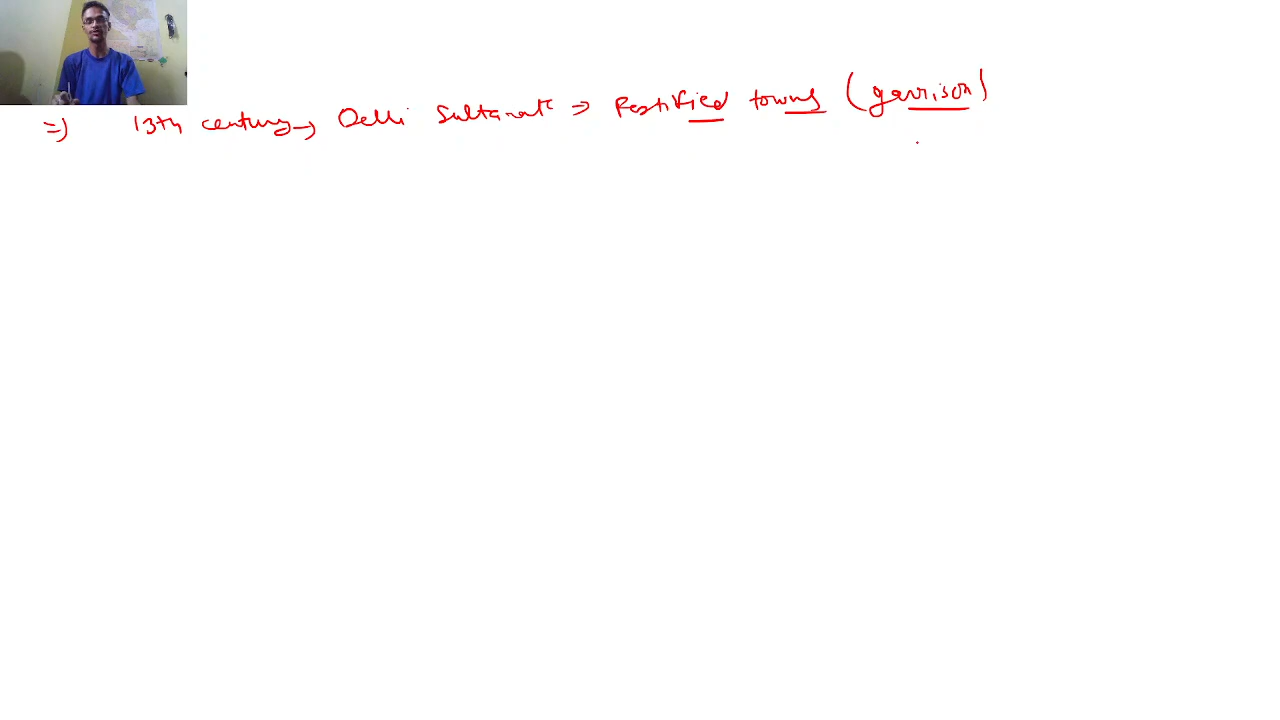 =) 13th century → Delhi Sultanate => Fortified towns (garrison)